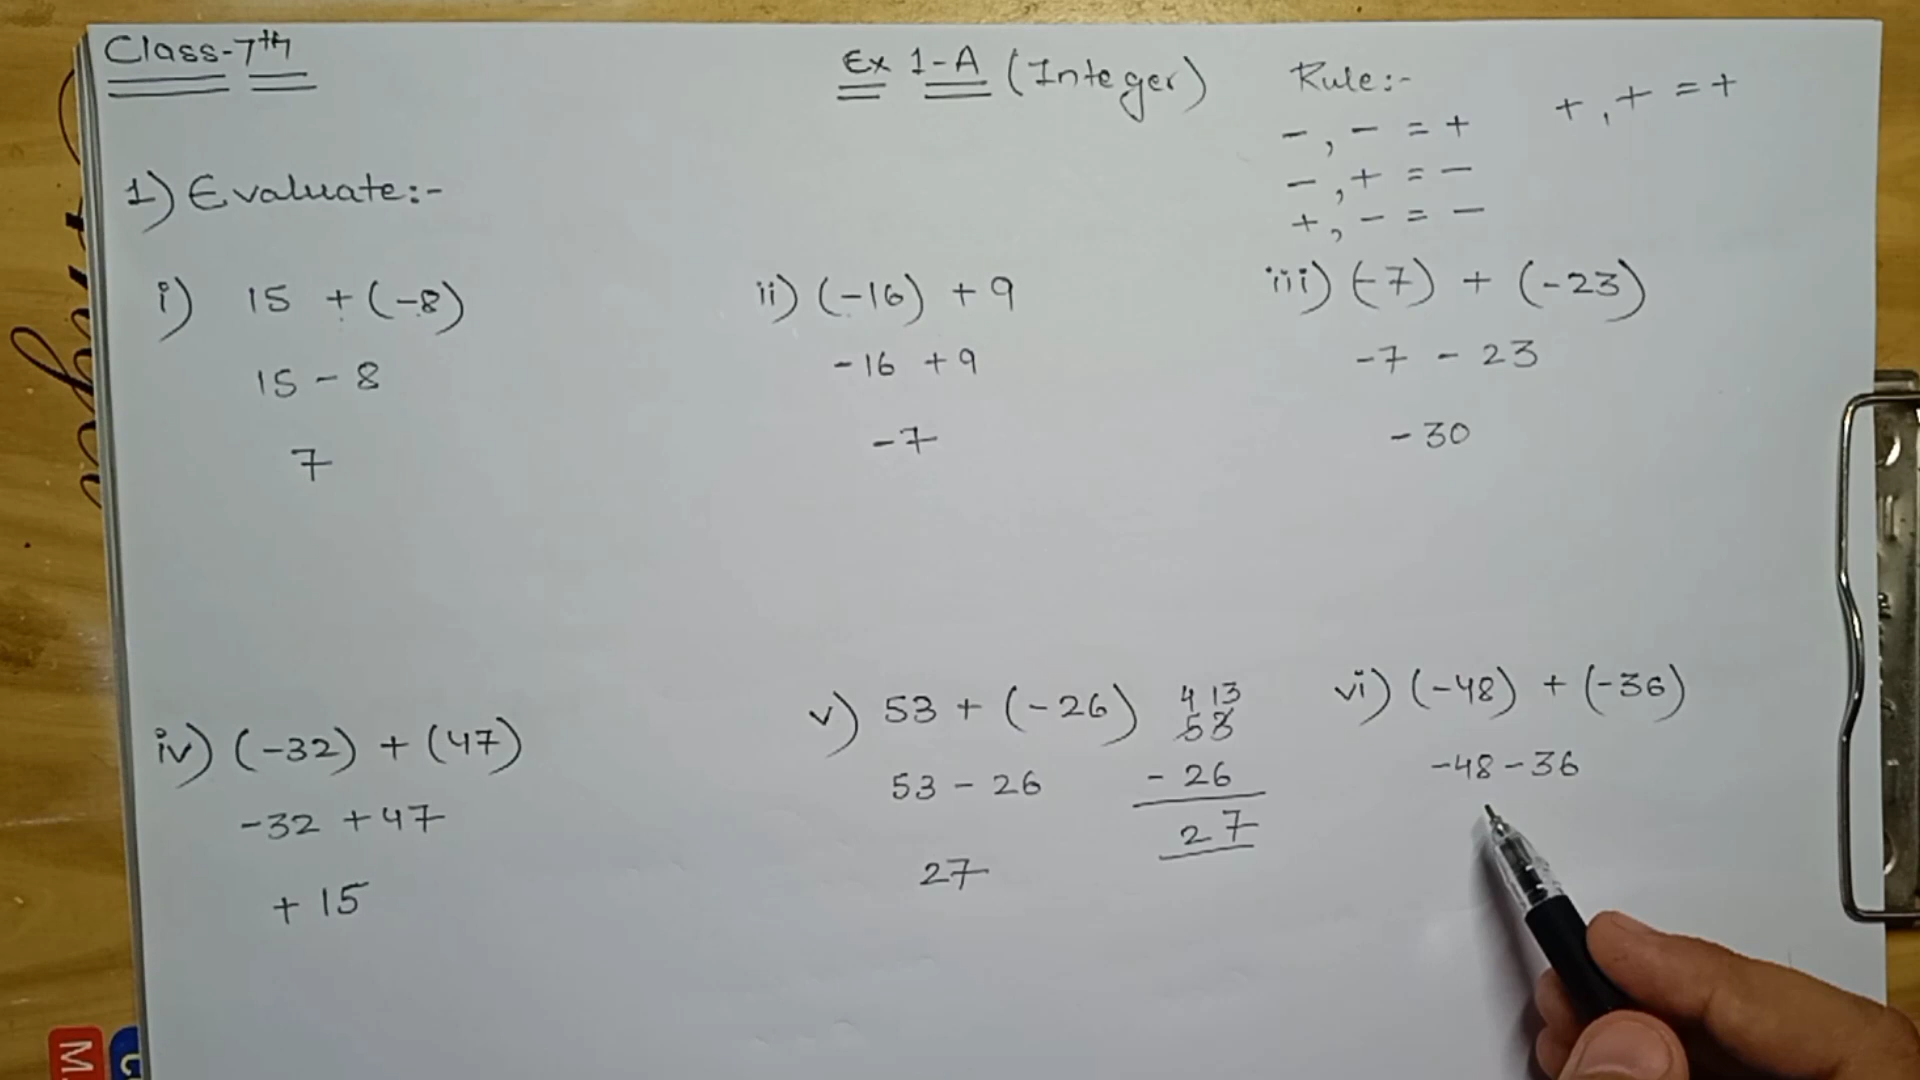 Class-7th
Ex 1-A (Integer)
Rule:-
-, - = +
+, + = +
-, + = -
+, - = -
1) Evaluate:-
i) 15 + (-8)
15 - 8
7
ii) (-16) + 9
-16 + 9
-7
iii) (-7) + (-23)
-7 - 23
-30
iv) (-32) + (47)
-32 + 47
+ 15
v) 53 + (-26)
53 - 26
27
4 13
53
- 26
27
vi) (-48) + (-36)
-48 - 36